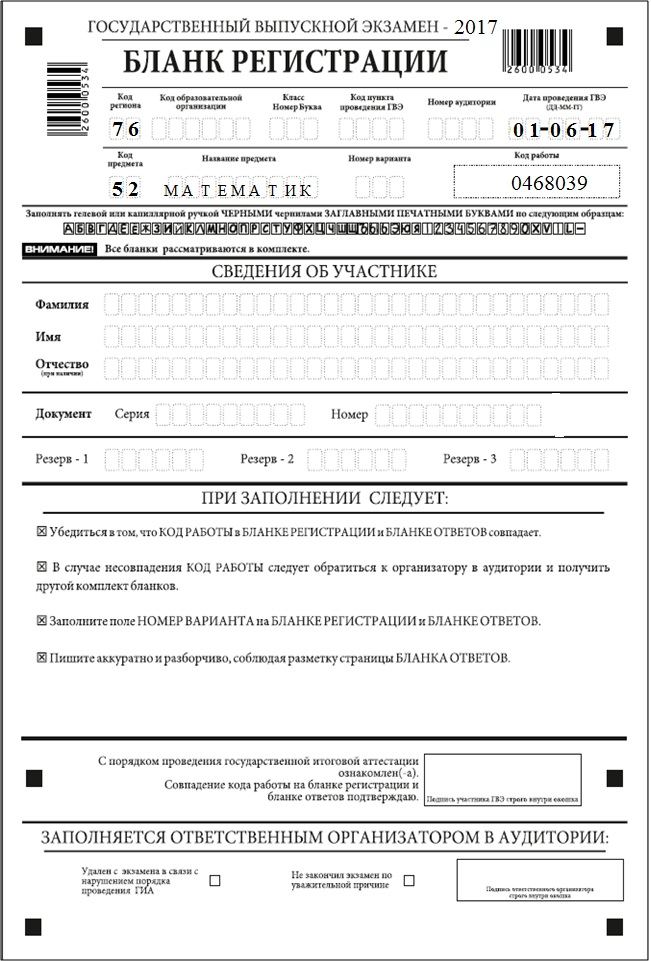 ГОСУДАРСТВЕННЫЙ ВЫПУСКНОЙ ЭКЗАМЕН - 2017
БЛАНК РЕГИСТРАЦИИ
2600 0534
2600 0534
Код региона
Код образовательной организации
Класс Номер Буква
Код пункта проведения ГВЭ
Номер аудитории
Дата проведения ГВЭ (ДД-ММ-ГГ)
76
01-06-17
Код предмета
Название предмета
Номер варианта
Код работы
52 МАТЕМАТИК
0468039
Заполнять гелевой или капиллярной ручкой ЧЕРНЫМИ чернилами ЗАГЛАВНЫМИ ПЕЧАТНЫМИ БУКВАМИ по следующим образцам:
АБВГДЕЁЖЗИЙКЛМНОПРСТУФХЦЧШЩЪЫЬЭЮЯ1234567890XVIL-
ВНИМАНИЕ! Все бланки рассматриваются в комплекте.
СВЕДЕНИЯ ОБ УЧАСТНИКЕ
Фамилия
Имя
Отчество
(при наличии)
Документ Серия Номер
Резерв - 1 Резерв - 2 Резерв - 3
ПРИ ЗАПОЛНЕНИИ СЛЕДУЕТ:
☒ Убедиться в том, что КОД РАБОТЫ в БЛАНКЕ РЕГИСТРАЦИИ и БЛАНКЕ ОТВЕТОВ совпадает.
☒ В случае несовпадения КОД РАБОТЫ следует обратиться к организатору в аудитории и получить
другой комплект бланков.
☒ Заполните поле НОМЕР ВАРИАНТА на БЛАНКЕ РЕГИСТРАЦИИ и БЛАНКЕ ОТВЕТОВ.
☒ Пишите аккуратно и разборчиво, соблюдая разметку страницы БЛАНКА ОТВЕТОВ.
С порядком проведения государственной итоговой аттестации
ознакомлен(-а).
Совпадение кода работы на бланке регистрации и
бланке ответов подтверждаю.
Подпись участника ГВЭ строго внутри окошка
ЗАПОЛНЯЕТСЯ ОТВЕТСТВЕННЫМ ОРГАНИЗАТОРОМ В АУДИТОРИИ:
Удален с экзамена в связи с
нарушением порядка
проведения ГИА
Не закончил экзамен по
уважительной причине
Подпись ответственного организатора
строго внутри окошка